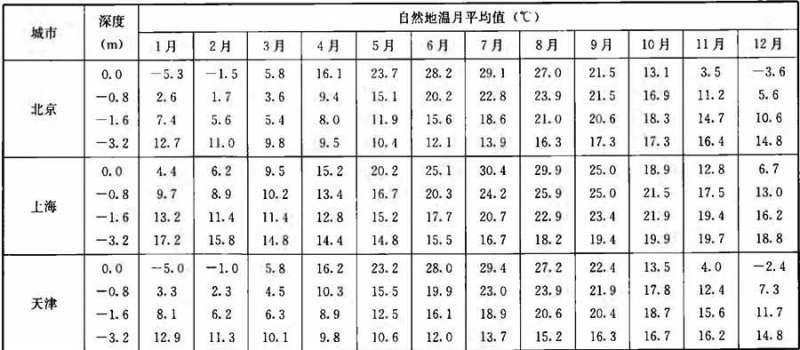 城市 深度 (m) 自然地温月平均值(℃)
1月 2月 3月 4月 5月 6月 7月 8月 9月 10月 11月 12月
北京 0.0 −5.3 −1.5 5.8 16.1 23.7 28.2 29.1 27.0 21.5 13.1 3.5 −3.6
−0.8 2.6 1.7 3.6 9.4 15.1 20.2 22.8 23.9 21.5 16.9 11.2 5.6
−1.6 7.4 5.6 5.4 8.0 11.9 15.6 18.6 21.0 20.6 18.3 14.7 10.6
−3.2 12.7 11.0 9.8 9.5 10.4 12.1 13.9 16.3 17.3 17.3 16.4 14.8
上海 0.0 4.4 6.2 9.5 15.2 20.2 25.1 30.4 29.9 25.0 18.9 12.8 6.7
−0.8 9.7 8.9 10.2 13.4 16.7 20.3 24.2 25.9 25.0 21.5 17.5 13.0
−1.6 13.2 11.4 11.4 12.8 15.2 17.7 20.7 22.9 23.4 21.9 19.4 16.2
−3.2 17.2 15.8 14.8 14.4 14.8 15.5 16.7 18.2 19.4 19.9 19.7 18.8
天津 0.0 −5.0 −1.0 5.8 16.2 23.2 28.0 29.4 27.2 22.4 13.5 4.0 −2.4
−0.8 3.3 2.3 4.5 10.3 15.5 19.9 23.0 23.9 21.9 17.8 12.4 7.3
−1.6 8.1 6.2 6.3 8.9 12.5 16.1 18.9 20.6 20.4 18.7 15.6 11.7
−3.2 12.9 11.3 10.1 9.8 10.6 12.0 13.7 15.2 16.3 16.7 16.2 14.8